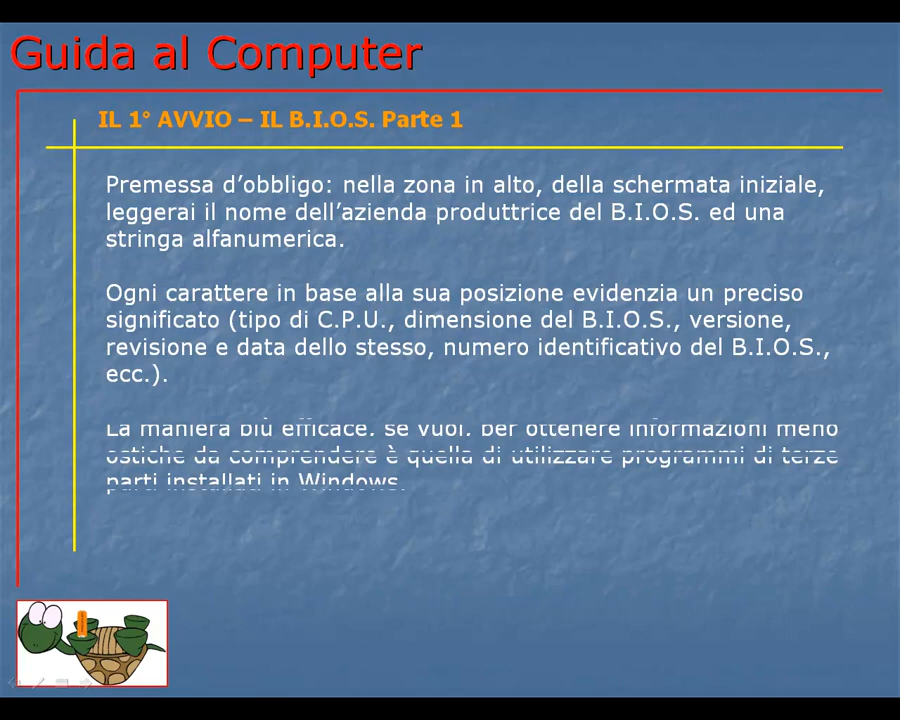 Guida al Computer
IL 1° AVVIO – IL B.I.O.S. Parte 1
Premessa d’obbligo: nella zona in alto, della schermata iniziale,
leggerai il nome dell’azienda produttrice del B.I.O.S. ed una
stringa alfanumerica.
Ogni carattere in base alla sua posizione evidenzia un preciso
significato (tipo di C.P.U., dimensione del B.I.O.S., versione,
revisione e data dello stesso, numero identificativo del B.I.O.S.,
ecc.).
La maniera più efficace, se vuoi, per ottenere informazioni meno
ostiche da comprendere è quella di utilizzare programmi di terze
parti installati in Windows.